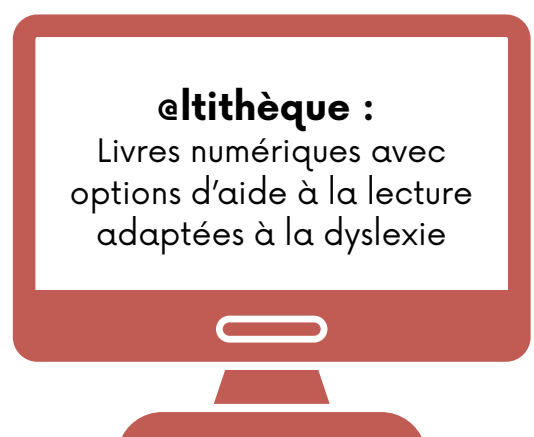 @ltithèque :
Livres numériques avec
options d'aide à la lecture
adaptées à la dyslexie